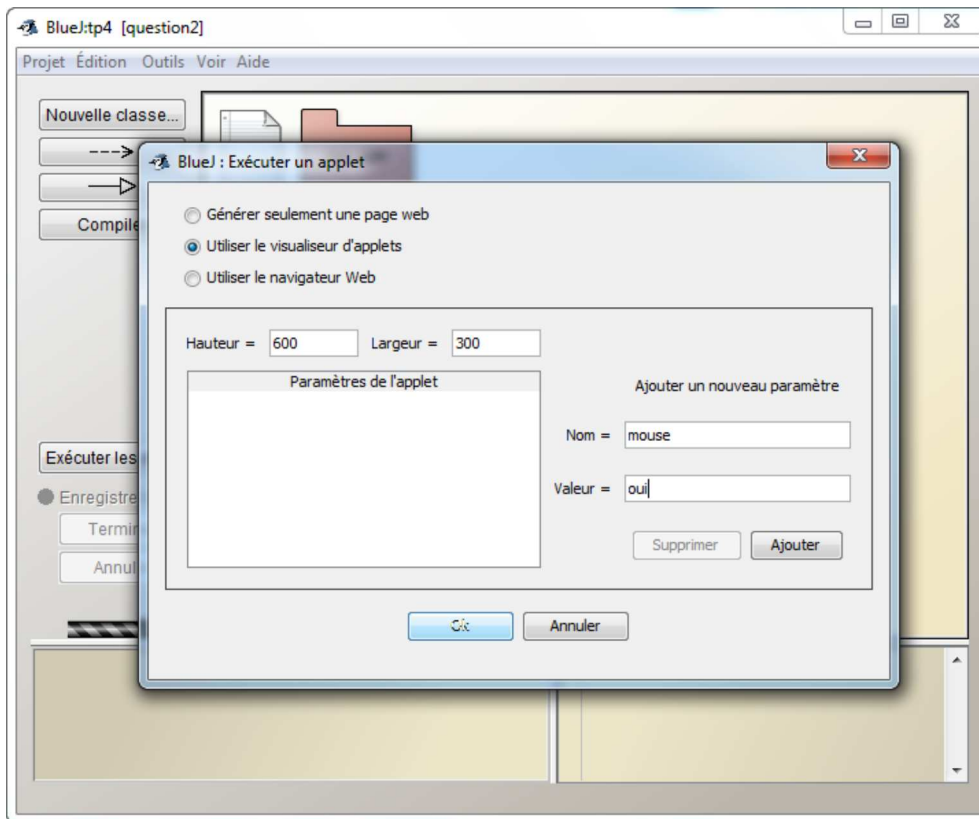 BlueJ:tp4 [question2]
Projet Édition Outils Voir Aide
Nouvelle classe...
Compile
Exécuter les
Enregistre
Termin
Annul
BlueJ : Exécuter un applet
Générer seulement une page web
Utiliser le visualiseur d'applets
Utiliser le navigateur Web
Hauteur = 600 Largeur = 300
Paramètres de l'applet
Ajouter un nouveau paramètre
Nom = mouse
Valeur = oui
Supprimer Ajouter
Ok Annuler